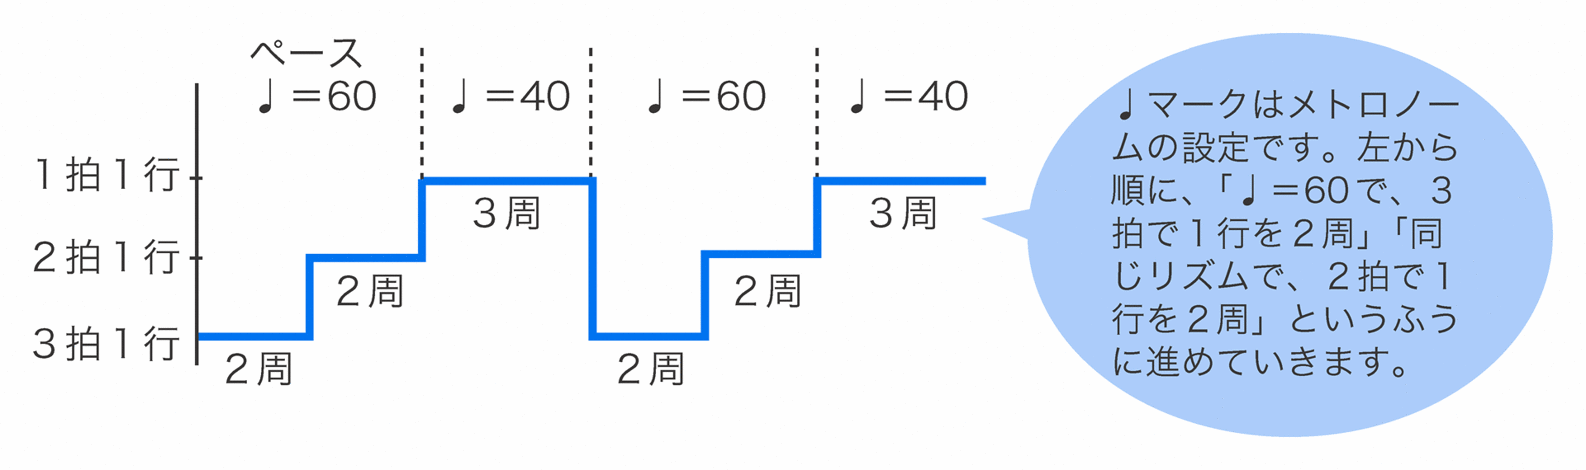 ペース
♩＝60
♩＝40
♩＝60
♩＝40
１拍１行
２拍１行
３拍１行
２周
２周
３周
２周
２周
３周
♩マークはメトロノー
ムの設定です。左から
順に、「♩＝60で、３
拍で１行を２周」「同
じリズムで、２拍で１
行を２周」というふう
に進めていきます。